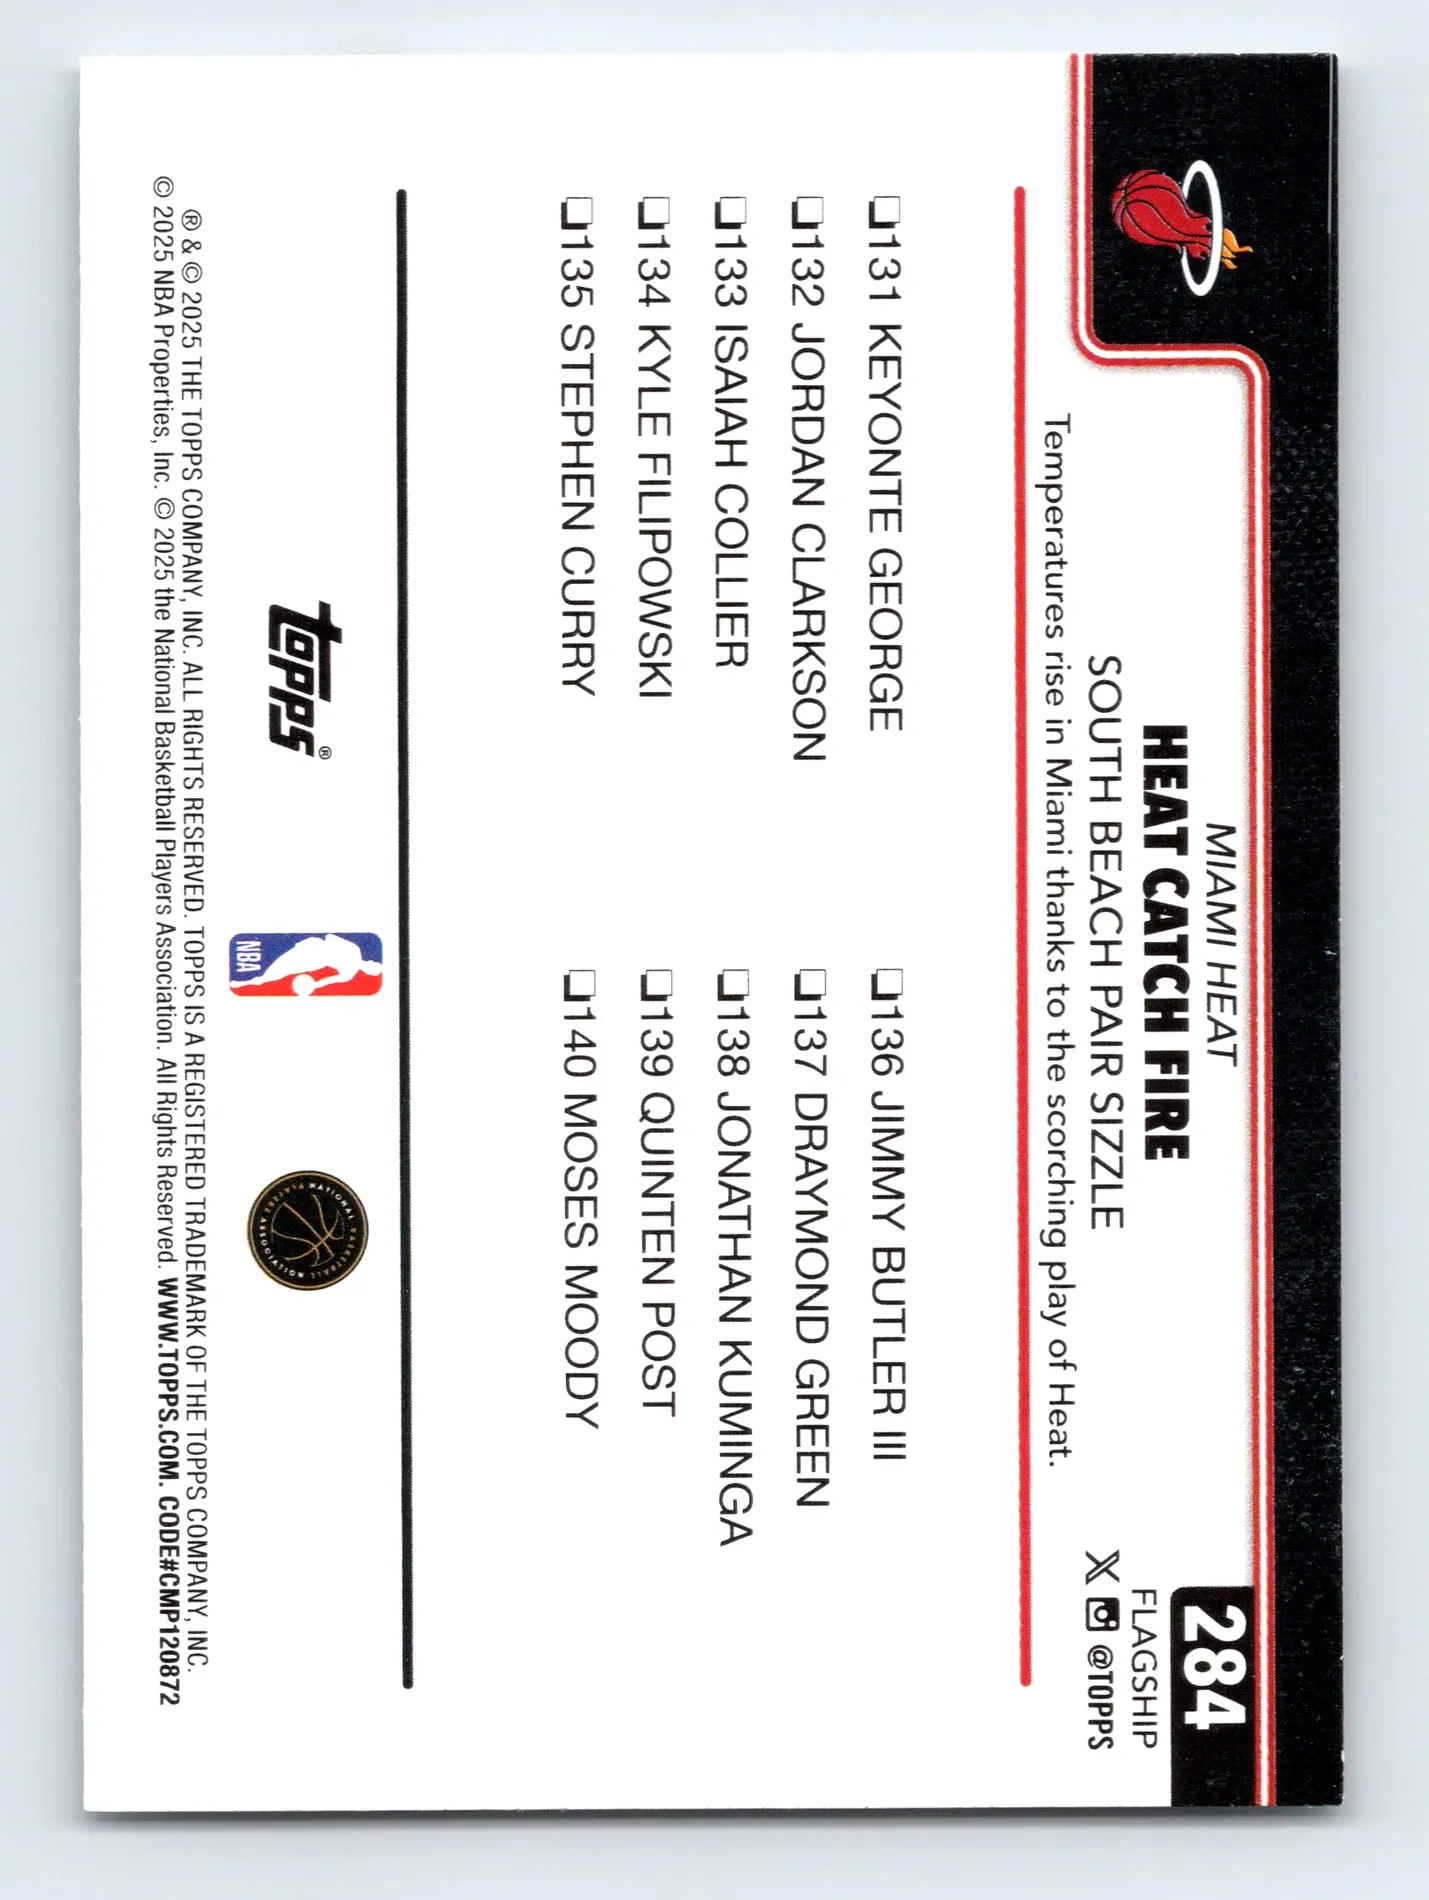 MIAMI HEAT
HEAT CATCH FIRE
SOUTH BEACH PAIR SIZZLE
Temperatures rise in Miami thanks to the scorching play of Heat.
284
FLAGSHIP
X @TOPPS
❑131 KEYONTE GEORGE
❑132 JORDAN CLARKSON
❑133 ISAIAH COLLIER
❑134 KYLE FILIPOWSKI
❑135 STEPHEN CURRY
❑136 JIMMY BUTLER III
❑137 DRAYMOND GREEN
❑138 JONATHAN KUMINGA
❑139 QUINTEN POST
❑140 MOSES MOODY
topps®
NBA
NATIONAL BASKETBALL PLAYERS ASSOCIATION
® & © 2025 THE TOPPS COMPANY, INC. ALL RIGHTS RESERVED. TOPPS IS A REGISTERED TRADEMARK OF THE TOPPS COMPANY, INC.
© 2025 NBA Properties, Inc. © 2025 the National Basketball Players Association. All Rights Reserved. WWW.TOPPS.COM. CODE#CMP120872